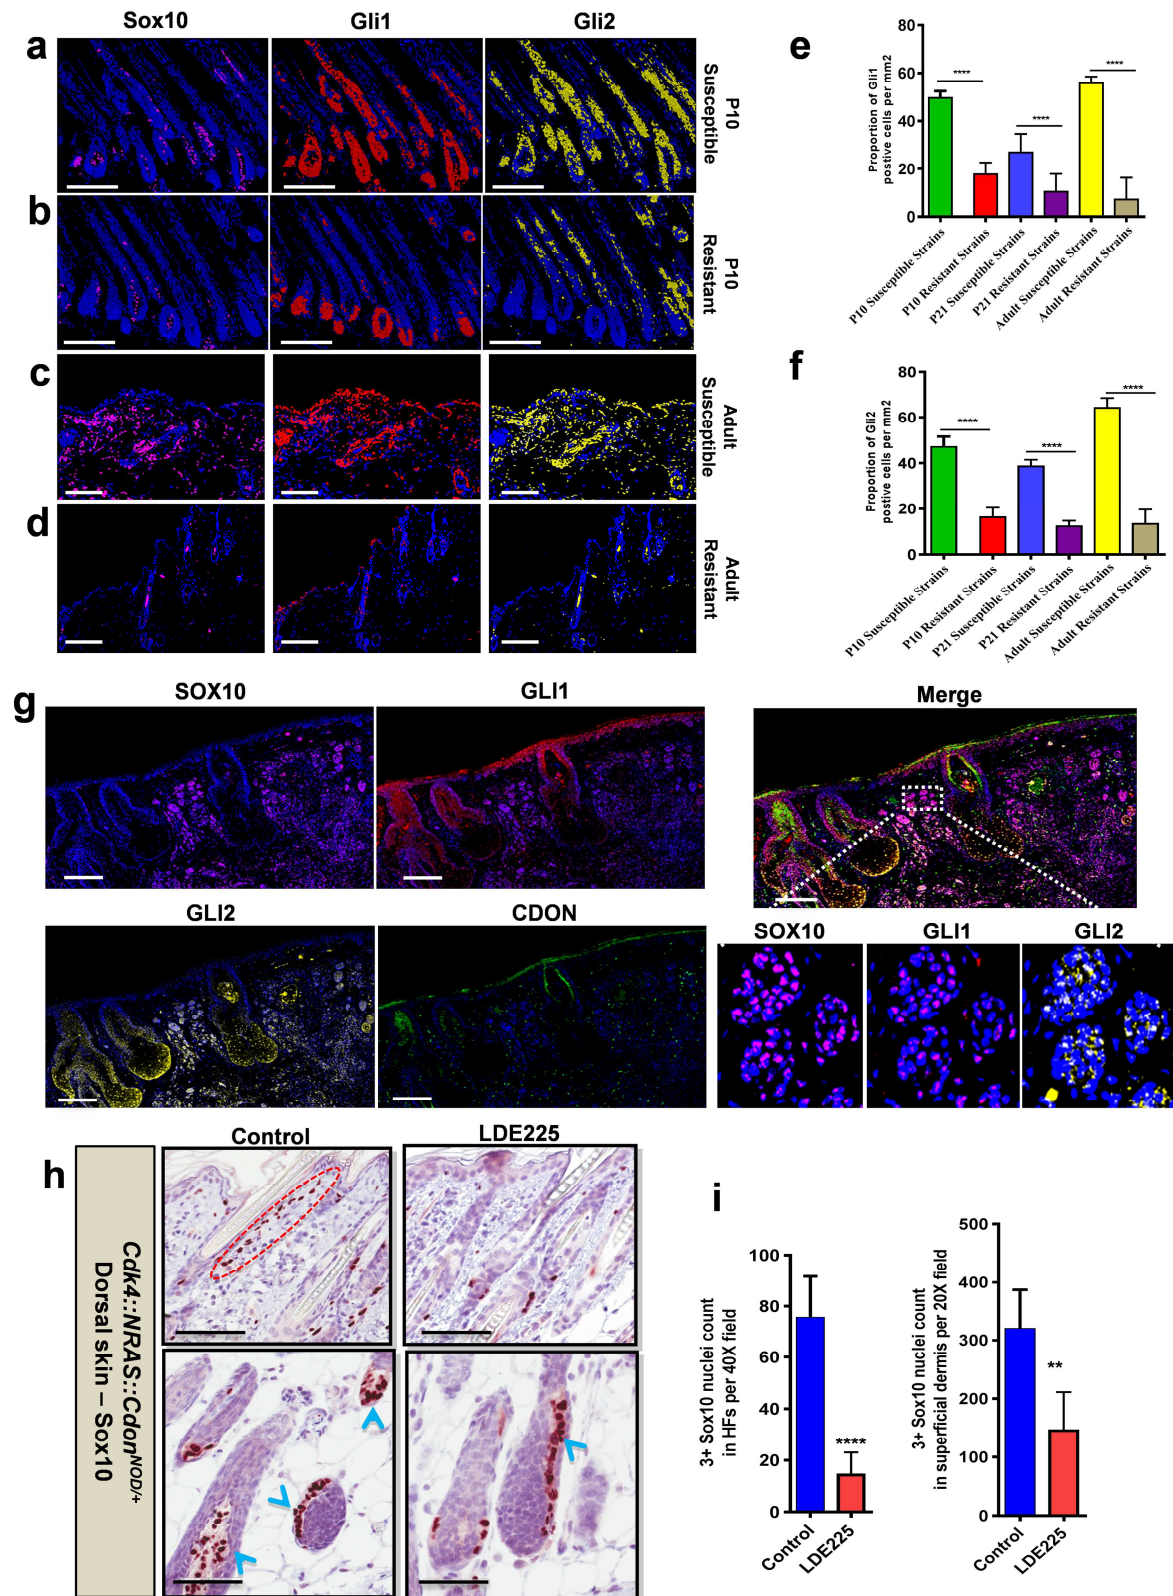 Sox10 Gli1 Gli2
a
P10
Susceptible
b
P10
Resistant
c
Adult
Susceptible
d
Adult
Resistant
e
Proportion of Gli1
postive cells per mm2
80
60
40
20
0
**** **** ****
P10 Susceptible Strains
P10 Resistant Strains
P21 Susceptible Strains
P21 Resistant Strains
Adult Susceptible Strains
Adult Resistant Strains
f
Proportion of Gli2
postive cells per mm2
80
60
40
20
0
**** **** ****
P10 Susceptible Strains
P10 Resistant Strains
P21 Susceptible Strains
P21 Resistant Strains
Adult Susceptible Strains
Adult Resistant Strains
g
SOX10 GLI1 Merge
GLI2 CDON
SOX10 GLI1 GLI2
h
Control LDE225
Cdk4::NRAS::Cdon^NOD/+
Dorsal skin – Sox10
i
3+ Sox10 nuclei count
in HFs per 40X field
100
80
60
40
20
0
****
Control
LDE225
3+ Sox10 nuclei count
in superficial dermis per 20X field
500
400
300
200
100
0
**
Control
LDE225